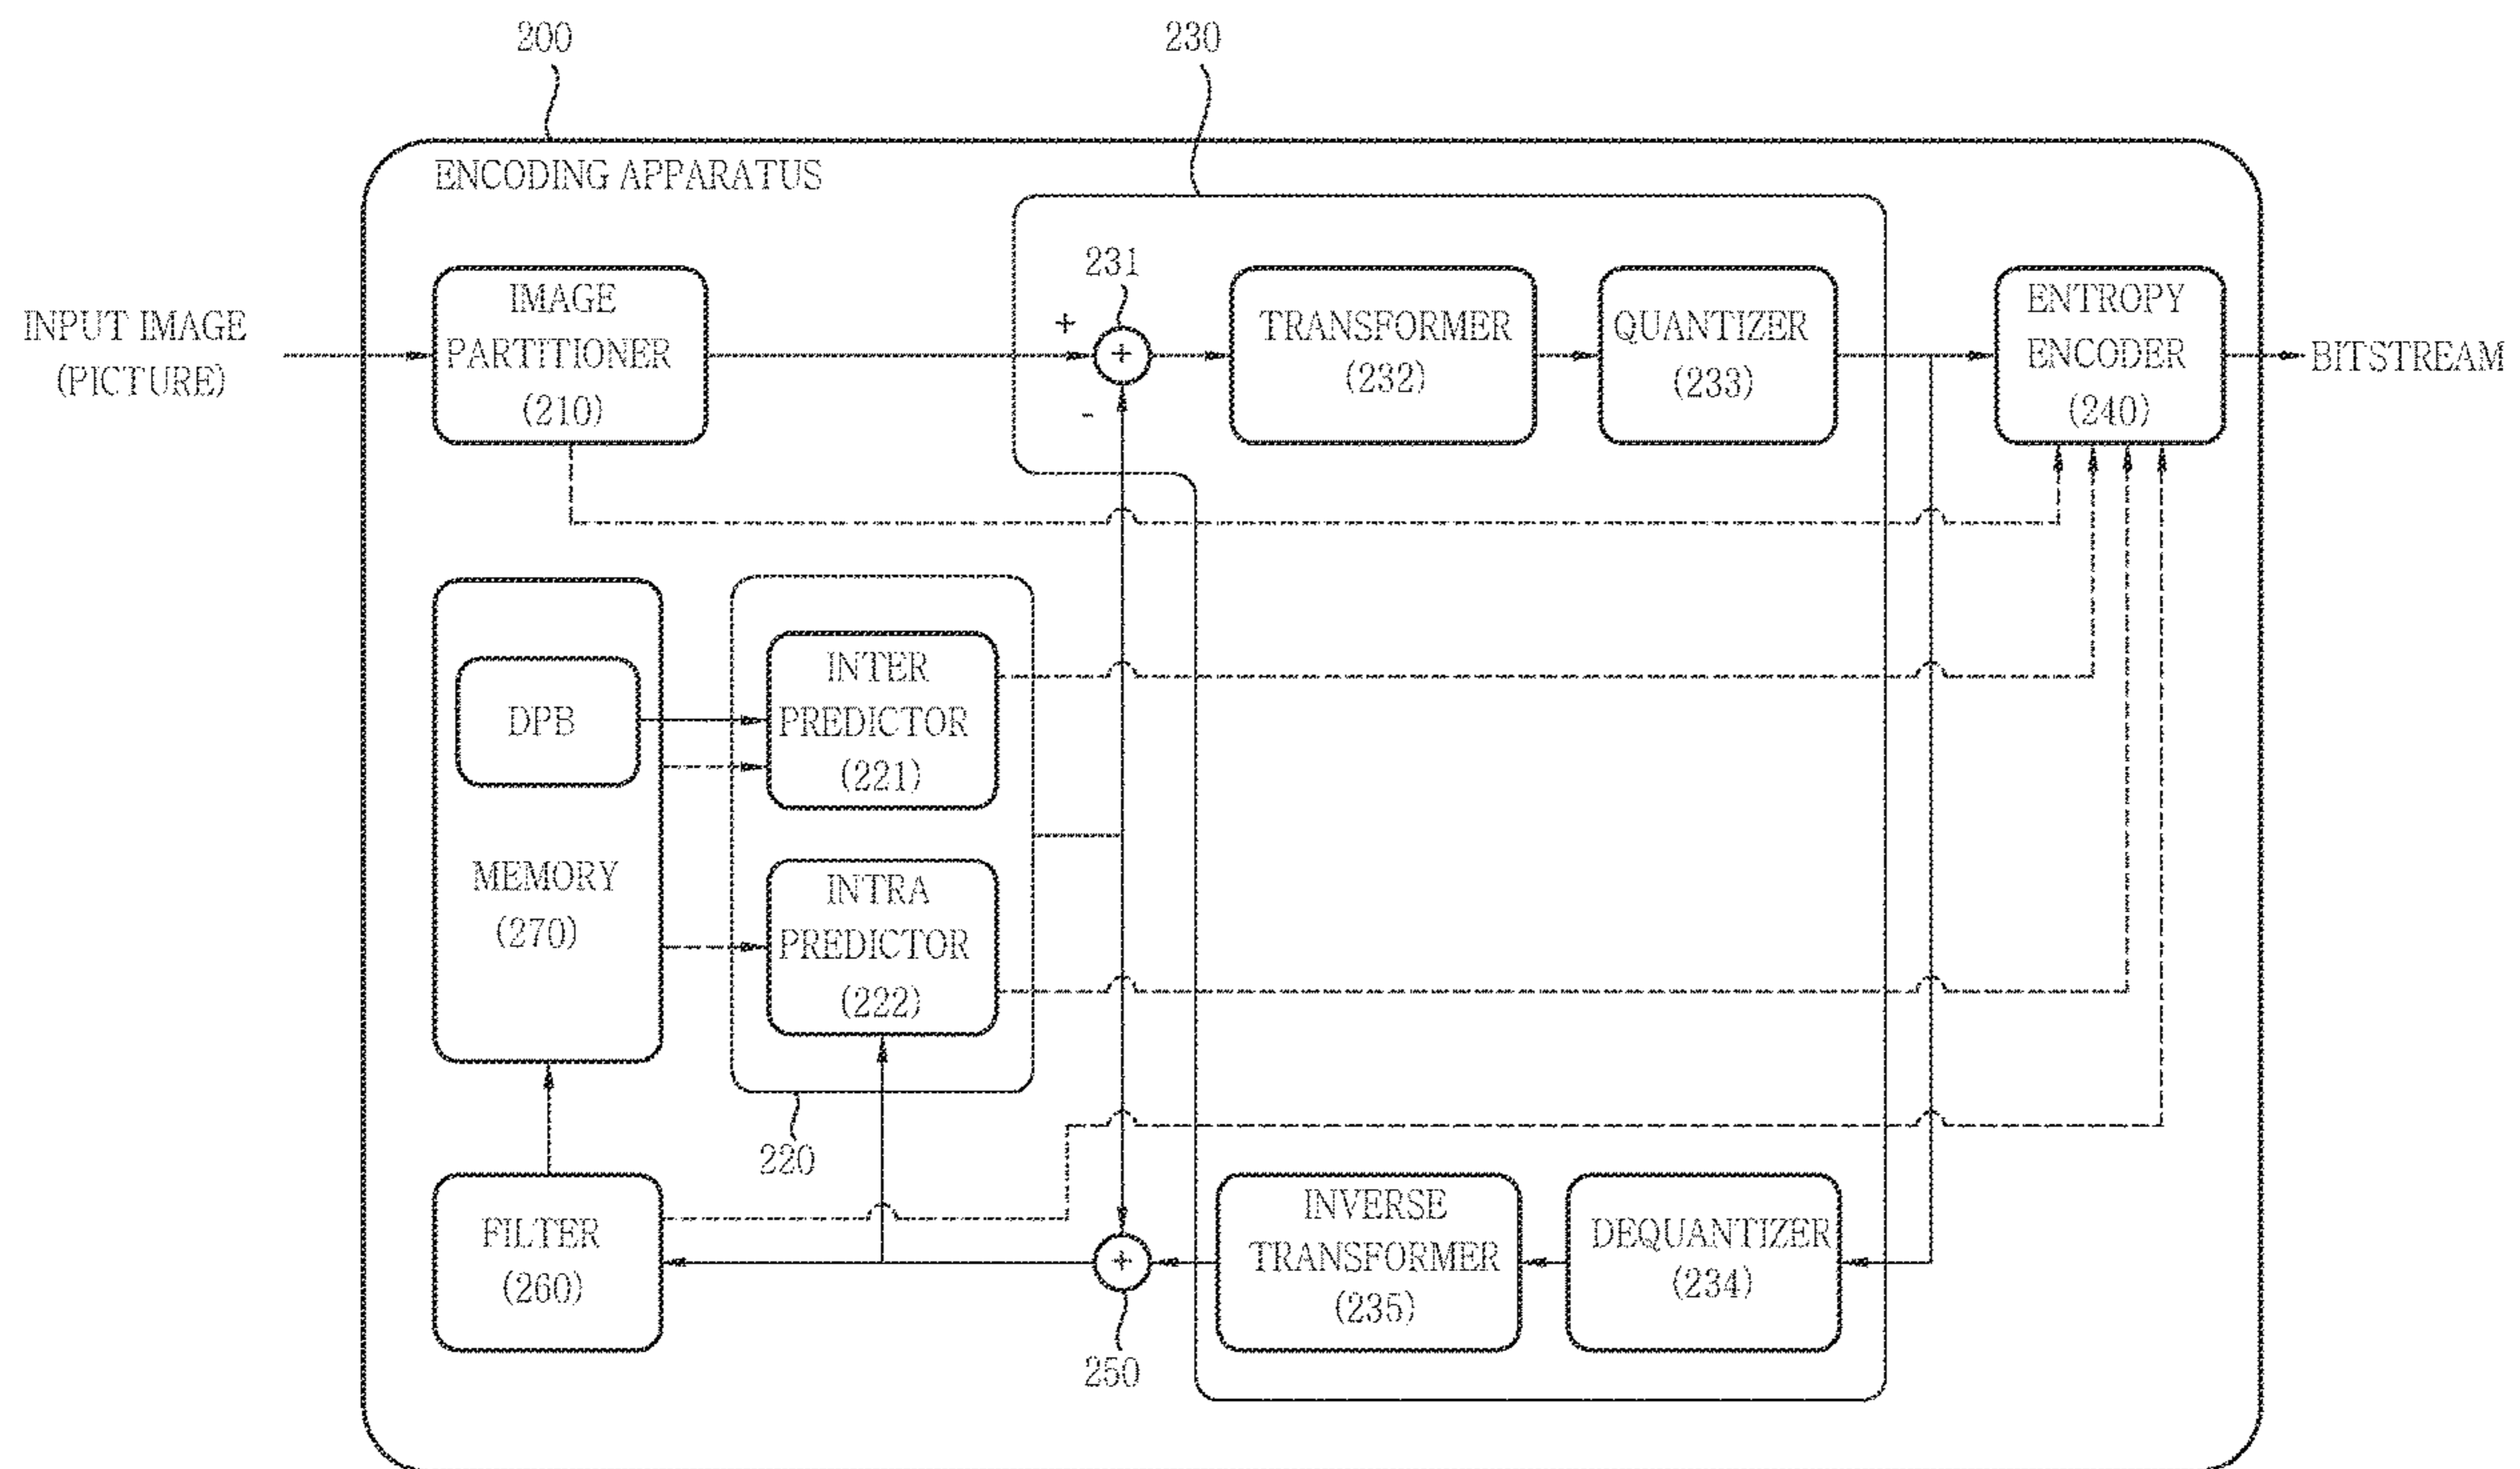 200
230
ENCODING APPARATUS
231
INPUT IMAGE
(PICTURE)
IMAGE
PARTITIONER
(210)
+
+
-
TRANSFORMER
(232)
QUANTIZER
(233)
ENTROPY
ENCODER
(240)
BITSTREAM
DPB
MEMORY
(270)
INTER
PREDICTOR
(221)
INTRA
PREDICTOR
(222)
220
FILTER
(260)
+
250
INVERSE
TRANSFORMER
(235)
DEQUANTIZER
(234)